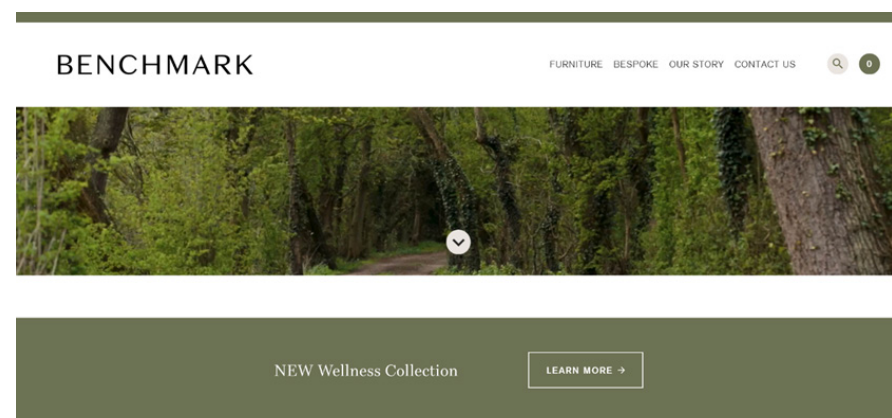 BENCHMARK
FURNITURE BESPOKE OUR STORY CONTACT US 0
NEW Wellness Collection LEARN MORE →